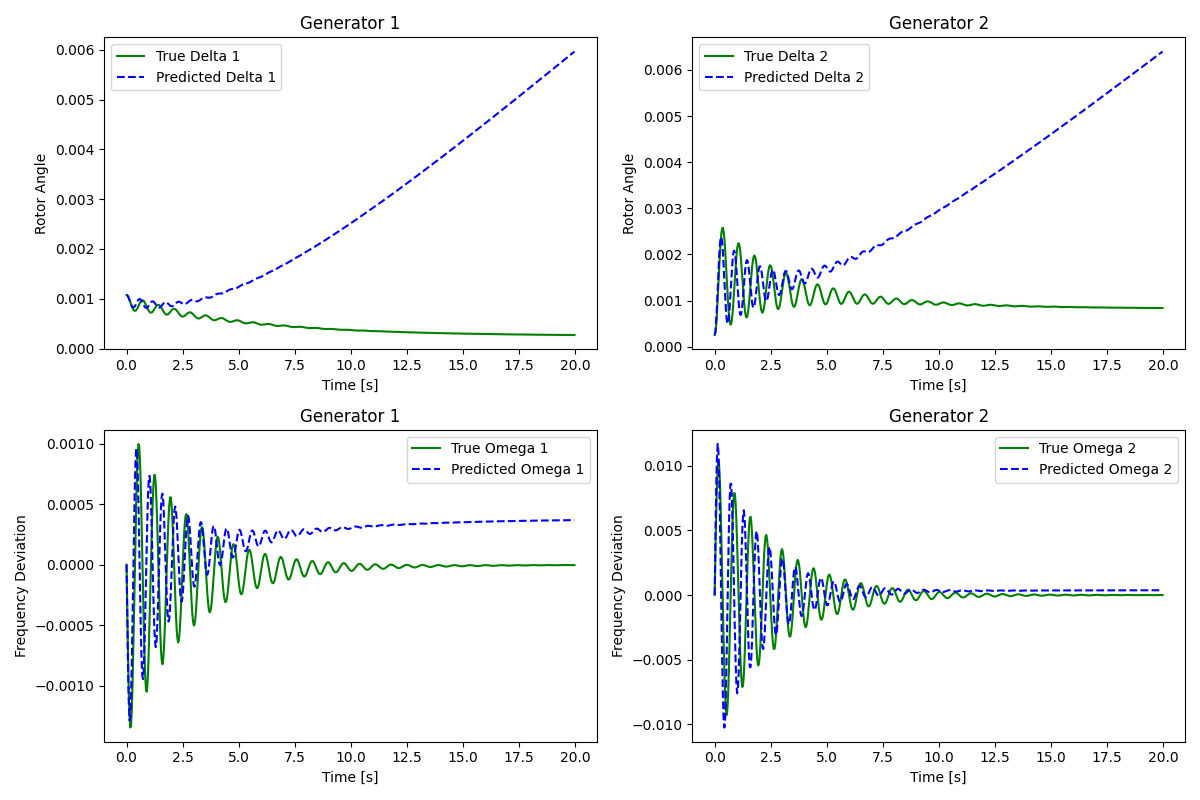 Generator 1
True Delta 1
Predicted Delta 1
Rotor Angle
0.006
0.005
0.004
0.003
0.002
0.001
0.000
0.0 2.5 5.0 7.5 10.0 12.5 15.0 17.5 20.0
Time [s]
Generator 2
True Delta 2
Predicted Delta 2
Rotor Angle
0.006
0.005
0.004
0.003
0.002
0.001
0.000
0.0 2.5 5.0 7.5 10.0 12.5 15.0 17.5 20.0
Time [s]
Generator 1
True Omega 1
Predicted Omega 1
Frequency Deviation
0.0010
0.0005
0.0000
−0.0005
−0.0010
0.0 2.5 5.0 7.5 10.0 12.5 15.0 17.5 20.0
Time [s]
Generator 2
True Omega 2
Predicted Omega 2
Frequency Deviation
0.010
0.005
0.000
−0.005
−0.010
0.0 2.5 5.0 7.5 10.0 12.5 15.0 17.5 20.0
Time [s]